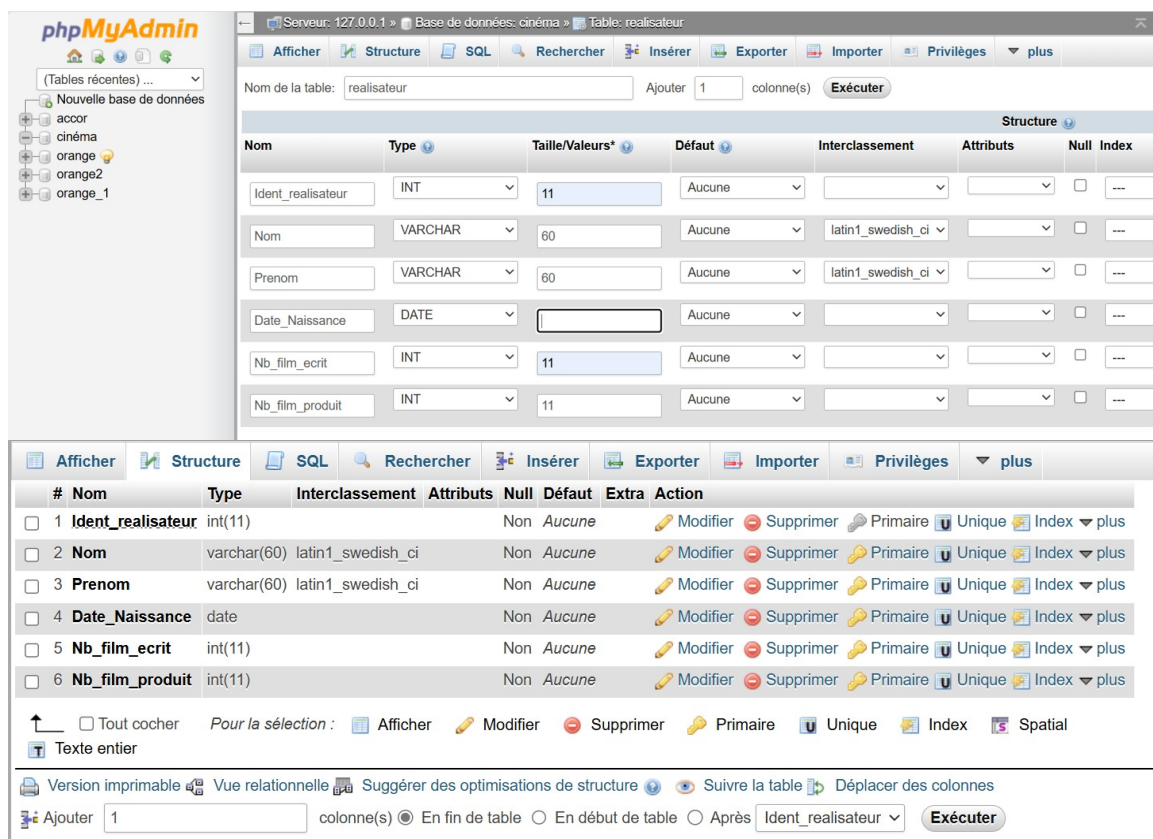 phpMyAdmin
(Tables récentes) ...
Nouvelle base de données
accor
cinéma
orange
orange2
orange_1
Serveur: 127.0.0.1 » Base de données: cinéma » Table: realisateur
Afficher Structure SQL Rechercher Insérer Exporter Importer Privilèges plus
Nom de la table: realisateur Ajouter 1 colonne(s) Exécuter
Structure
Nom Type Taille/Valeurs* Défaut Interclassement Attributs Null Index
Ident_realisateur INT 11 Aucune ---
Nom VARCHAR 60 Aucune latin1_swedish_ci ---
Prenom VARCHAR 60 Aucune latin1_swedish_ci ---
Date_Naissance DATE Aucune ---
Nb_film_ecrit INT 11 Aucune ---
Nb_film_produit INT 11 Aucune ---
Afficher Structure SQL Rechercher Insérer Exporter Importer Privilèges plus
# Nom Type Interclassement Attributs Null Défaut Extra Action
1 Ident_realisateur int(11) Non Aucune Modifier Supprimer Primaire Unique Index plus
2 Nom varchar(60) latin1_swedish_ci Non Aucune Modifier Supprimer Primaire Unique Index plus
3 Prenom varchar(60) latin1_swedish_ci Non Aucune Modifier Supprimer Primaire Unique Index plus
4 Date_Naissance date Non Aucune Modifier Supprimer Primaire Unique Index plus
5 Nb_film_ecrit int(11) Non Aucune Modifier Supprimer Primaire Unique Index plus
6 Nb_film_produit int(11) Non Aucune Modifier Supprimer Primaire Unique Index plus
Tout cocher Pour la sélection : Afficher Modifier Supprimer Primaire Unique Index Spatial
Texte entier
Version imprimable Vue relationnelle Suggérer des optimisations de structure Suivre la table Déplacer des colonnes
Ajouter 1 colonne(s) En fin de table En début de table Après Ident_realisateur Exécuter